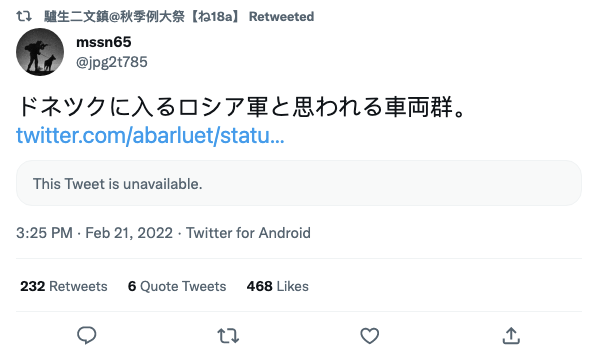 驢生二文鎮@秋季例大祭【ね18a】 Retweeted
mssn65
@jpg2t785
ドネツクに入るロシア軍と思われる車両群。
twitter.com/abarluet/statu...
This Tweet is unavailable.
3:25 PM · Feb 21, 2022 · Twitter for Android
232 Retweets 6 Quote Tweets 468 Likes